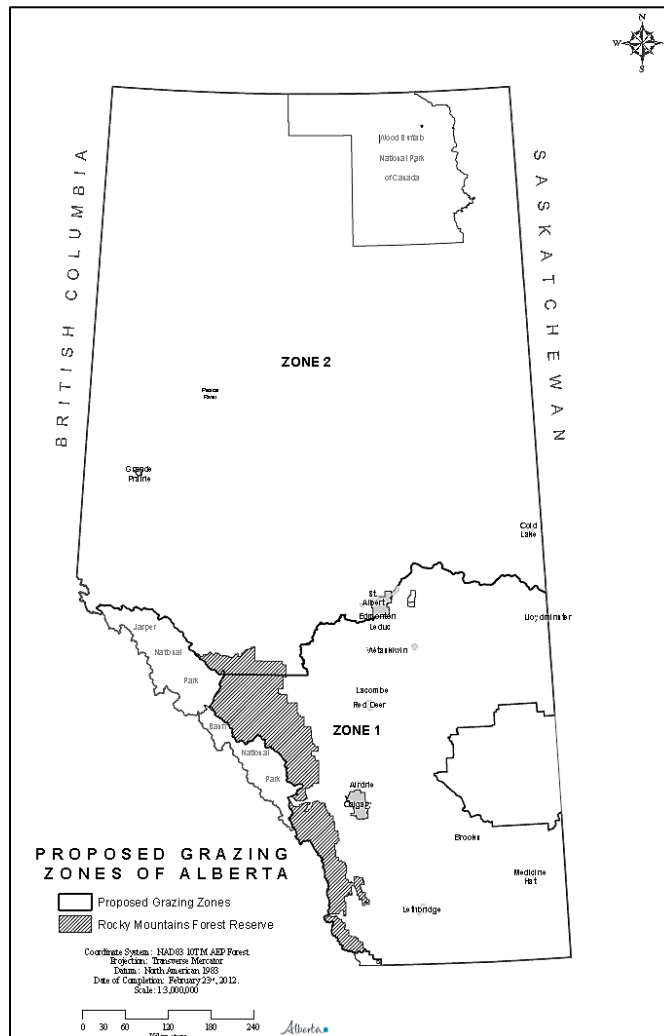 N
W
E
S
BRITISH COLUMBIA
SASKATCHEWAN
Wood Buffalo
National Park
of Canada
ZONE 2
Peace
River
Grande
Prairie
Cold
Lake
St.
Albert
Edmonton
Leduc
Lloydminster
Wetaskiwin
Jasper
National
Park
Lacombe
Red Deer
ZONE 1
Banff
National
Park
Airdrie
Calgary
Brooks
Medicine
Hat
Lethbridge
PROPOSED GRAZING
ZONES OF ALBERTA
Proposed Grazing Zones
Rocky Mountains Forest Reserve
Coordinate System: NAD83 10TM AEP Forest
Projection: Transverse Mercator
Datum: North American 1983
Date of Completion: February 23rd, 2012.
Scale: 1:3,000,000
0 30 60 120 180 240
Kilometers
Alberta